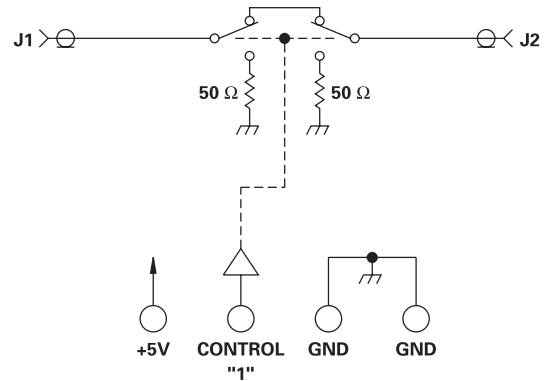 J1
J2
50 Ω
50 Ω
+5V
CONTROL
"1"
GND
GND